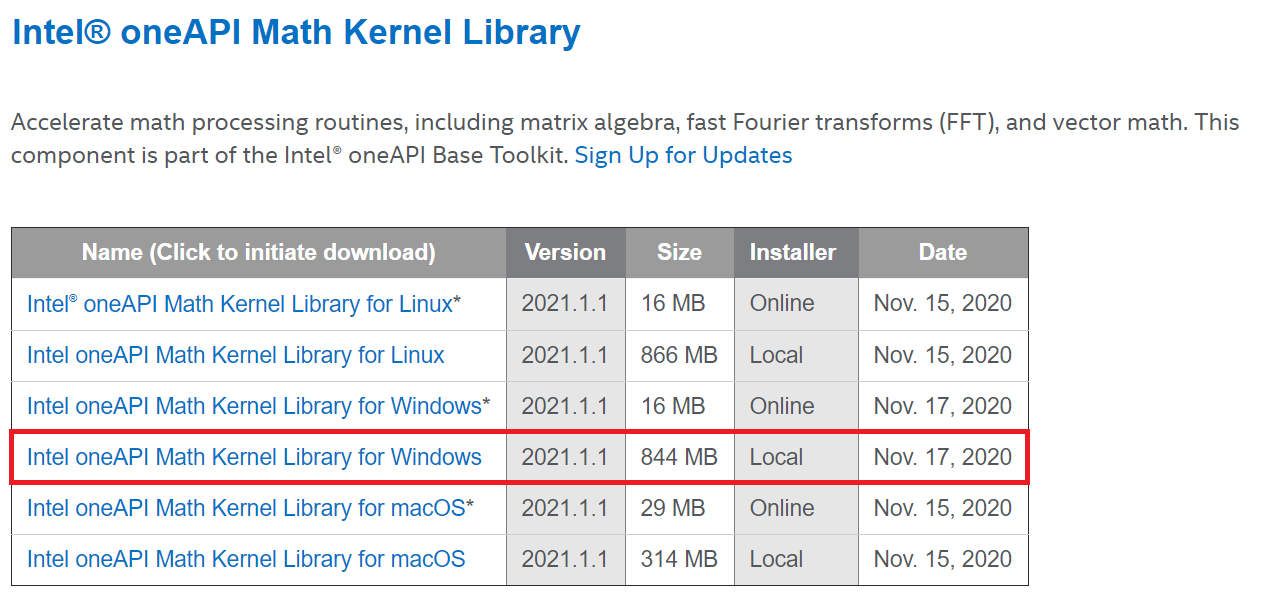 Intel® oneAPI Math Kernel Library
Accelerate math processing routines, including matrix algebra, fast Fourier transforms (FFT), and vector math. This
component is part of the Intel® oneAPI Base Toolkit. Sign Up for Updates
Name (Click to initiate download) Version Size Installer Date
Intel® oneAPI Math Kernel Library for Linux* 2021.1.1 16 MB Online Nov. 15, 2020
Intel oneAPI Math Kernel Library for Linux 2021.1.1 866 MB Local Nov. 15, 2020
Intel oneAPI Math Kernel Library for Windows* 2021.1.1 16 MB Online Nov. 17, 2020
Intel oneAPI Math Kernel Library for Windows 2021.1.1 844 MB Local Nov. 17, 2020
Intel oneAPI Math Kernel Library for macOS* 2021.1.1 29 MB Online Nov. 15, 2020
Intel oneAPI Math Kernel Library for macOS 2021.1.1 314 MB Local Nov. 15, 2020